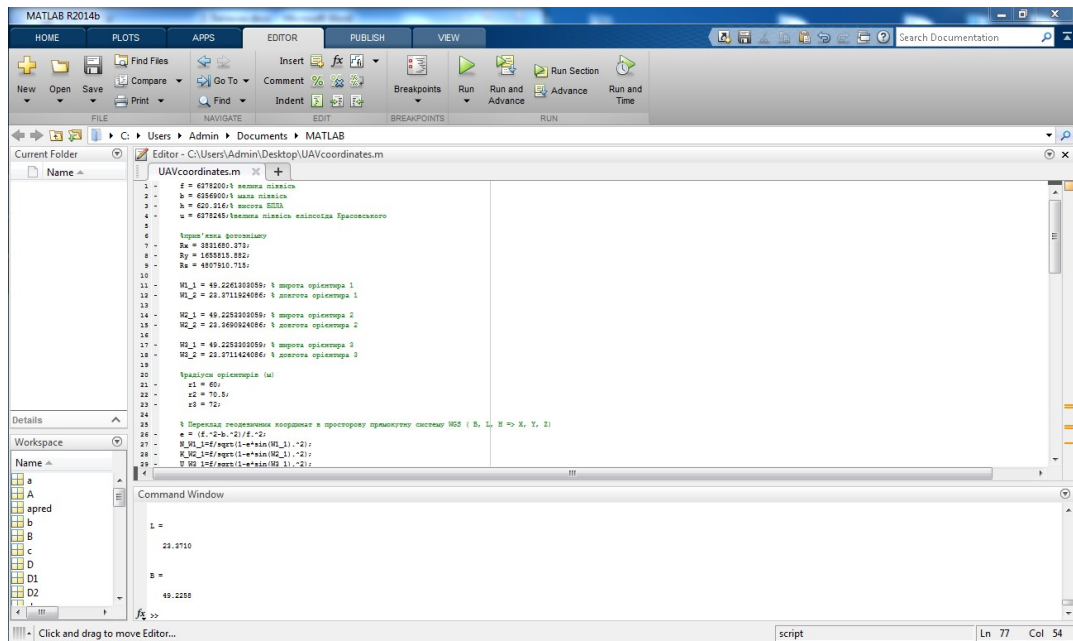 MATLAB R2014b
HOME PLOTS APPS EDITOR PUBLISH VIEW
Search Documentation
New Open Save
Find Files
Compare
Print
Go To
Find
Insert fx
Comment %
Indent
Breakpoints
Run
Run and Advance
Run Section
Advance
Run and Time
FILE NAVIGATE EDIT BREAKPOINTS RUN
C: Users Admin Documents MATLAB
Current Folder
Name
Details
Workspace
Name
a
A
apred
b
B
c
D
D1
D2
Editor - C:\Users\Admin\Desktop\UAVcoordinates.m
UAVcoordinates.m × +
1 - f = 6378200;% велика піввісь
2 - b = 6356900;% мала піввісь
3 - h = 620.316;% висота БПЛА
4 - u = 6378245;%велика піввісь еліпсоїда Красовського
5
6 %прив'язка фотознімку
7 - Rx = 3831680.373;
8 - Ry = 1655815.882;
9 - Rz = 4807910.715;
10
11 - W1_1 = 49.2261303059; % широта орієнтира 1
12 - W1_2 = 23.3711924086; % довгота орієнтира 1
13
14 - W2_1 = 49.2253303059; % широта орієнтира 2
15 - W2_2 = 23.3690924086; % довгота орієнтира 2
16
17 - W3_1 = 49.2253303059; % широта орієнтира 3
18 - W3_2 = 23.3711424086; % довгота орієнтира 3
19
20 %радіуси орієнтирів (м)
21 - r1 = 60;
22 - r2 = 70.5;
23 - r3 = 72;
24
25 % Переклад геодезичних координат в просторову прямокутну систему WGS ( B, L, H => X, Y, Z)
26 - e = (f.^2-b.^2)/f.^2;
27 - N_W1_1=f/sqrt(1-e*sin(W1_1).^2);
28 - K_W2_1=f/sqrt(1-e*sin(W2_1).^2);
29 - U_W3_1=f/sqrt(1-e*sin(W3_1).^2);
Command Window
L =
23.3710
B =
49.2258
fx >>
Click and drag to move Editor...
script
Ln 77 Col 54